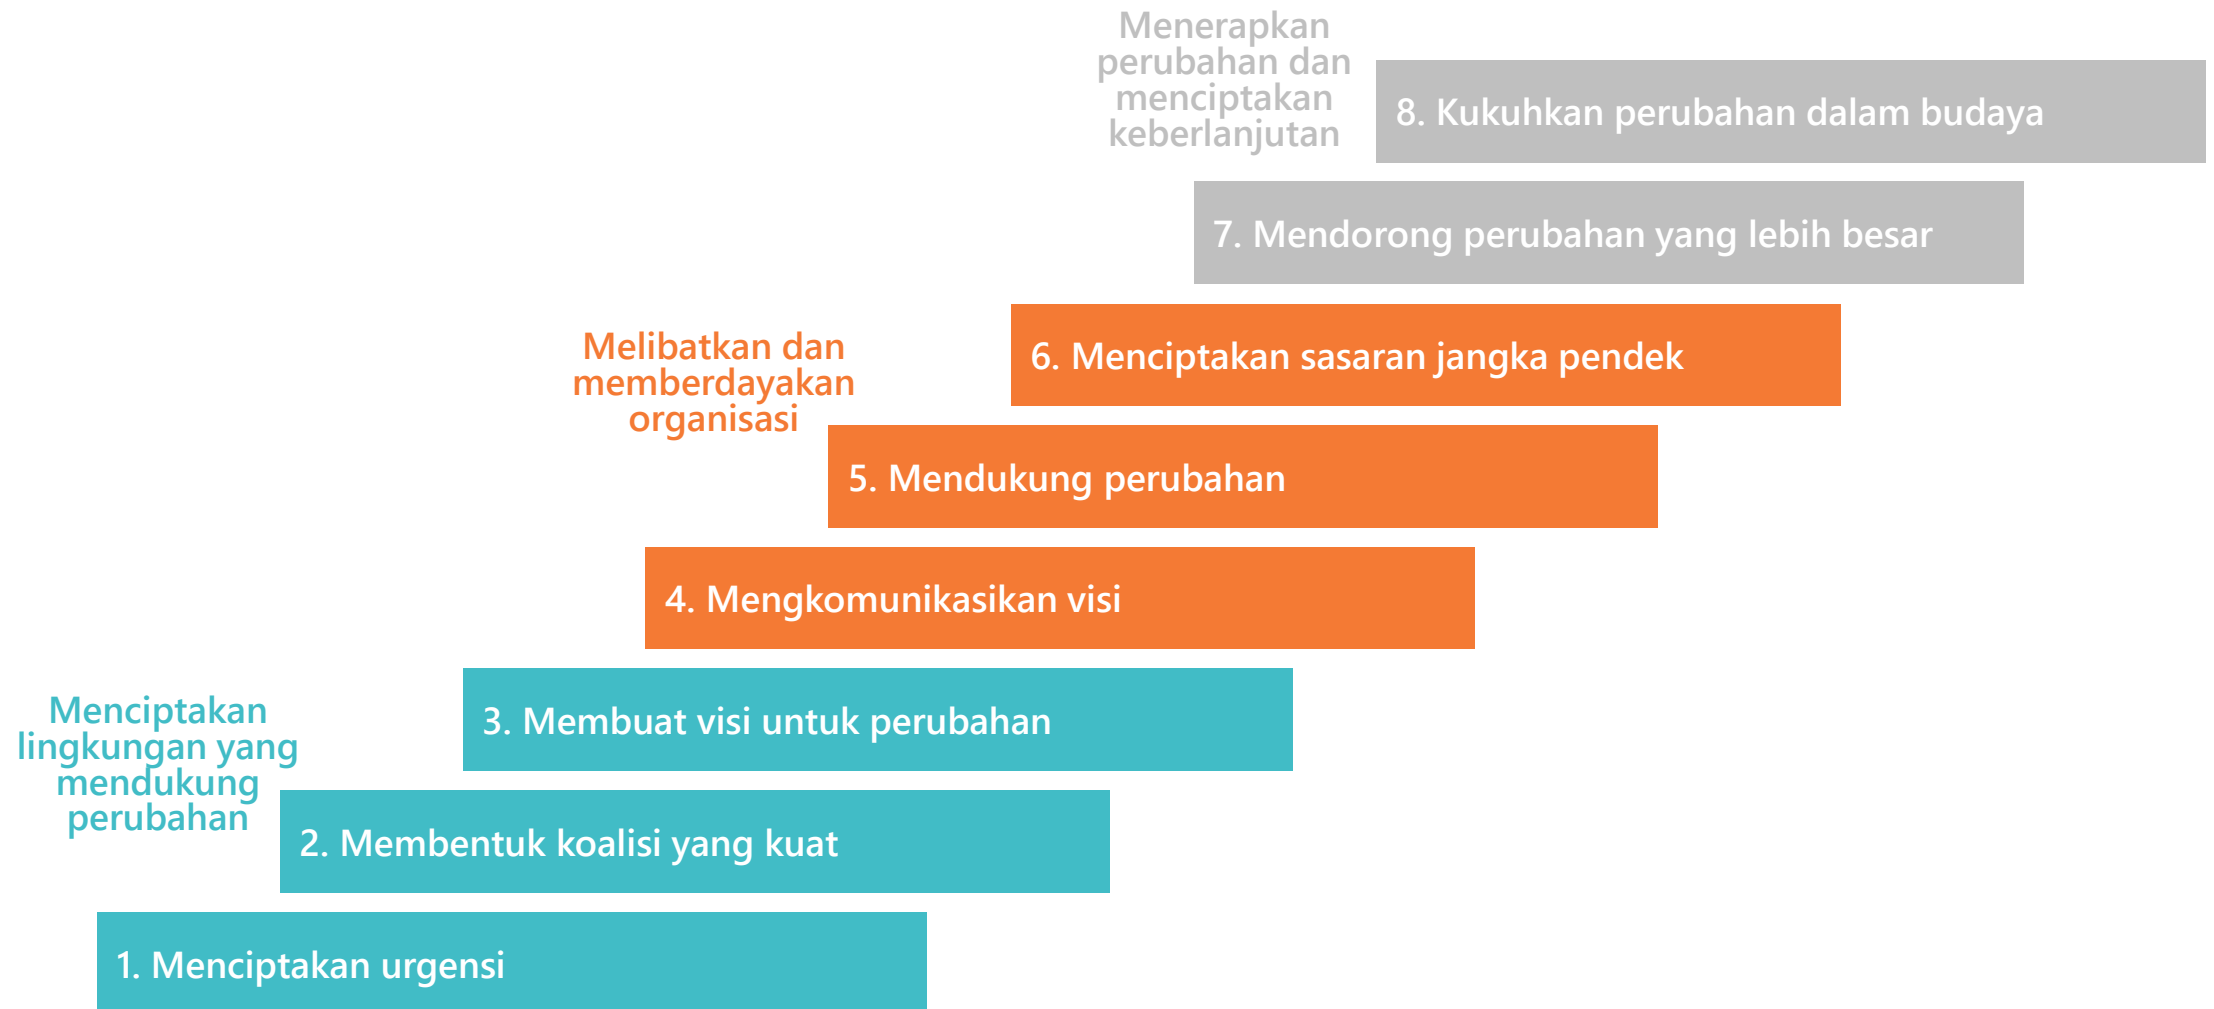 Menerapkan
perubahan dan
menciptakan
keberlanjutan
8. Kukuhkan perubahan dalam budaya
7. Mendorong perubahan yang lebih besar
Melibatkan dan
memberdayakan
organisasi
6. Menciptakan sasaran jangka pendek
5. Mendukung perubahan
4. Mengkomunikasikan visi
Menciptakan
lingkungan yang
mendukung
perubahan
3. Membuat visi untuk perubahan
2. Membentuk koalisi yang kuat
1. Menciptakan urgensi